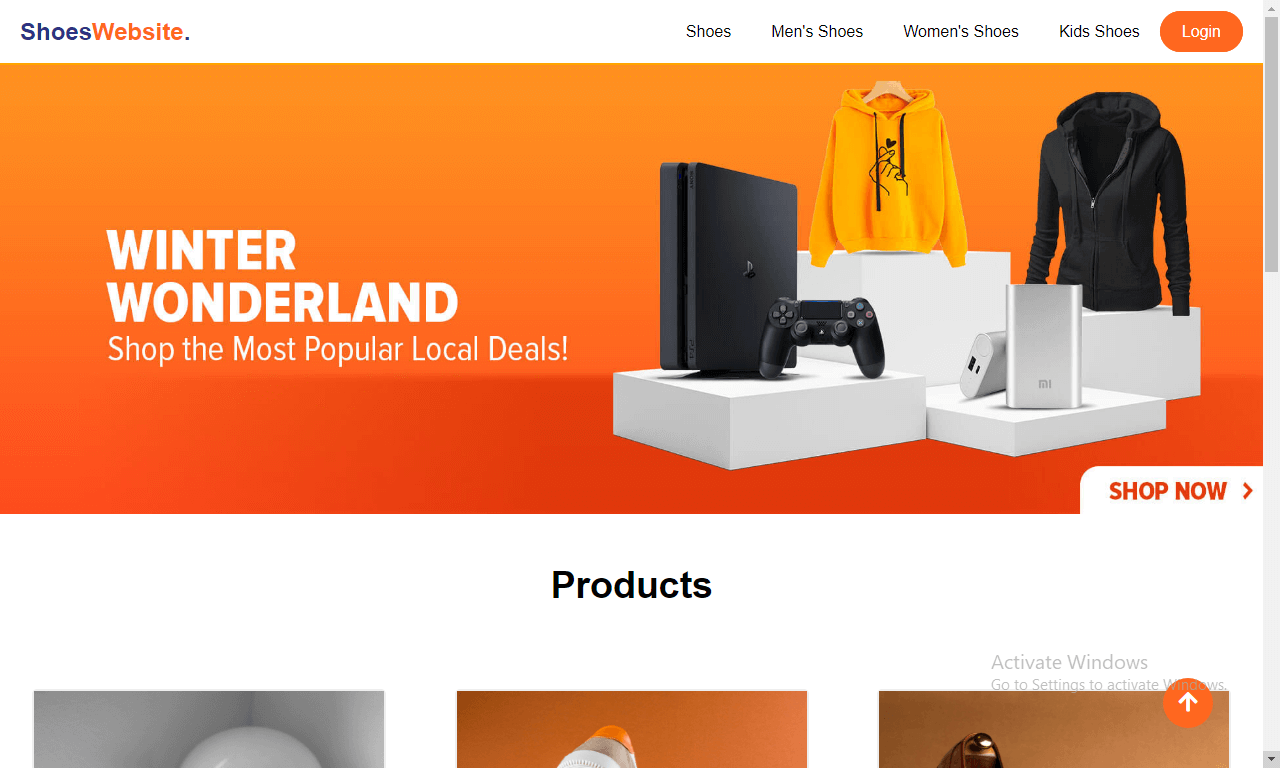 ShoesWebsite.
Shoes
Men's Shoes
Women's Shoes
Kids Shoes
Login
WINTER
WONDERLAND
Shop the Most Popular Local Deals!
mi
SHOP NOW
Products
Activate Windows
Go to Settings to activate Windows.